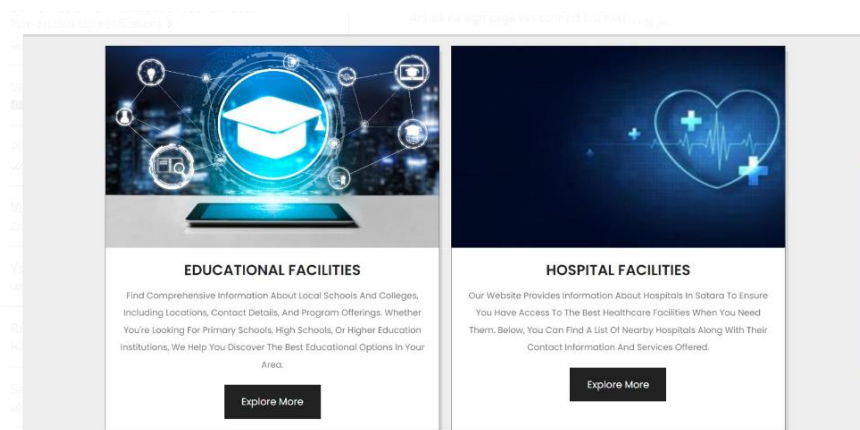 EDUCATIONAL FACILITIES
Find Comprehensive Information About Local Schools And Colleges,
Including Locations, Contact Details, And Program Offerings. Whether
You're Looking For Primary Schools, High Schools, Or Higher Education
Institutions, We Help You Discover The Best Educational Options In Your
Area.
Explore More
HOSPITAL FACILITIES
Our Website Provides Information About Hospitals In Satara To Ensure
You Have Access To The Best Healthcare Facilities When You Need
Them. Below, You Can Find A List Of Nearby Hospitals Along With Their
Contact Information And Services Offered.
Explore More